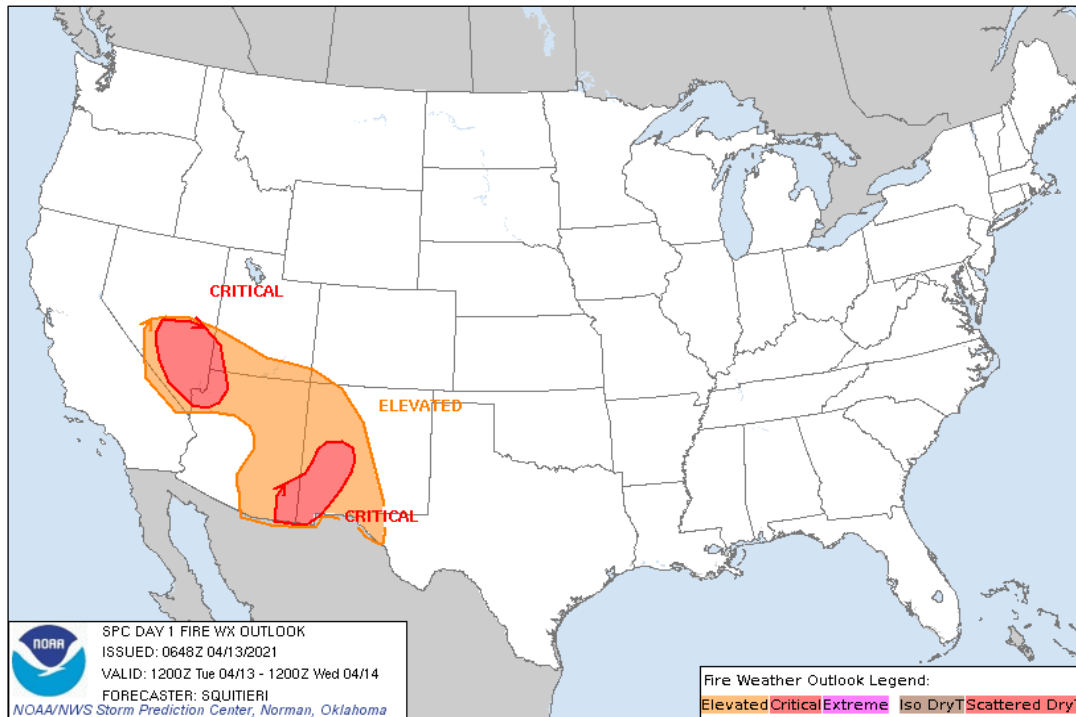 CRITICAL
ELEVATED
CRITICAL
NOAA
SPC DAY 1 FIRE WX OUTLOOK
ISSUED: 0648Z 04/13/2021
VALID: 1200Z Tue 04/13 - 1200Z Wed 04/14
FORECASTER: SQUITIERI
NOAA/NWS Storm Prediction Center, Norman, Oklahoma
Fire Weather Outlook Legend:
Elevated Critical Extreme Iso DryT Scattered DryT